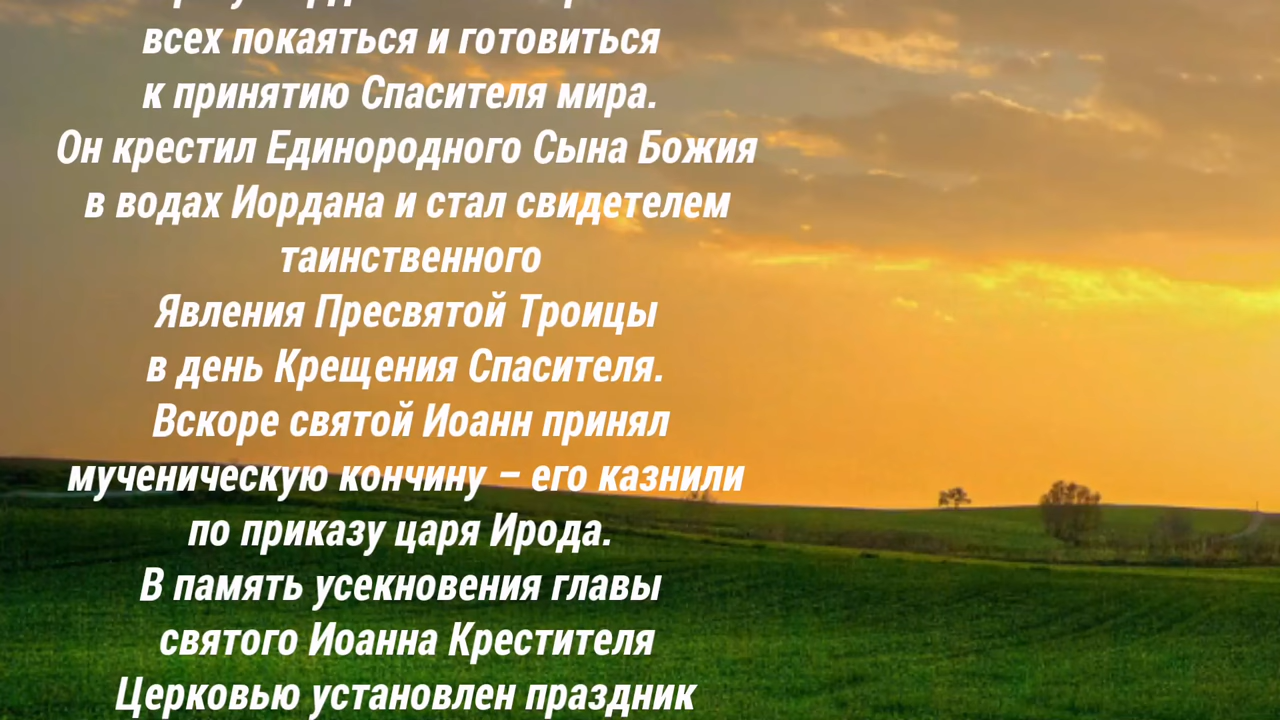 всех покаяться и готовиться
к принятию Спасителя мира.
Он крестил Единородного Сына Божия
в водах Иордана и стал свидетелем
таинственного
Явления Пресвятой Троицы
в день Крещения Спасителя.
Вскоре святой Иоанн принял
мученическую кончину – его казнили
по приказу царя Ирода.
В память усекновения главы
святого Иоанна Крестителя
Церковью установлен праздник